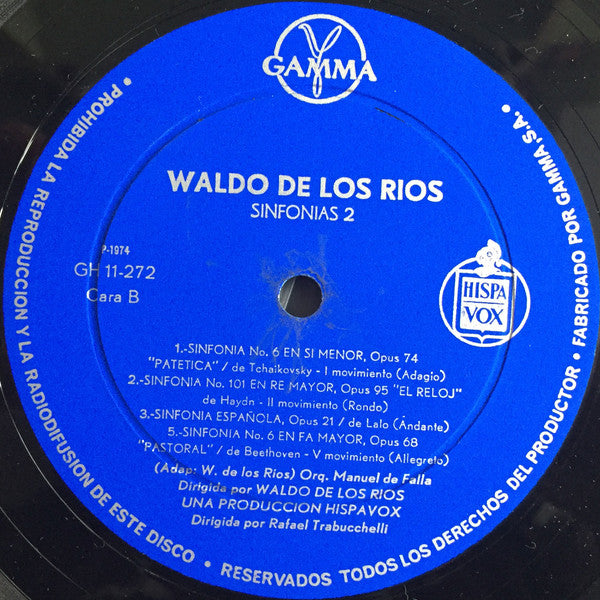 GAMMA
WALDO DE LOS RIOS
SINFONIAS 2
P-1974
GH 11-272
Cara B
HISPA
VOX
1.-SINFONIA No. 6 EN SI MENOR, Opus 74
"PATETICA" / de Tchaikovsky - I movimiento (Adagio)
2.-SINFONIA No. 101 EN RE MAYOR, Opus 95 "EL RELOJ"
de Haydn - II movimiento (Rondo)
3.-SINFONIA ESPAÑOLA, Opus 21 / de Lalo (Ándante)
5.-SINFONIA No. 6 EN FA MAYOR, Opus 68
"PASTORAL" / de Beethoven - V movimiento (Allegreto)
(Adap: W. de los Ríos) Orq. Manuel de Falla
Dirigida por WALDO DE LOS RIOS
UNA PRODUCCION HISPAVOX
Dirigida por Rafael Trabucchelli
• PROHIBIDA LA REPRODUCCION Y LA RADIODIFUSION DE ESTE DISCO • RESERVADOS TODOS LOS DERECHOS DEL PRODUCTOR • FABRICADO POR GAMMA, S.A. •